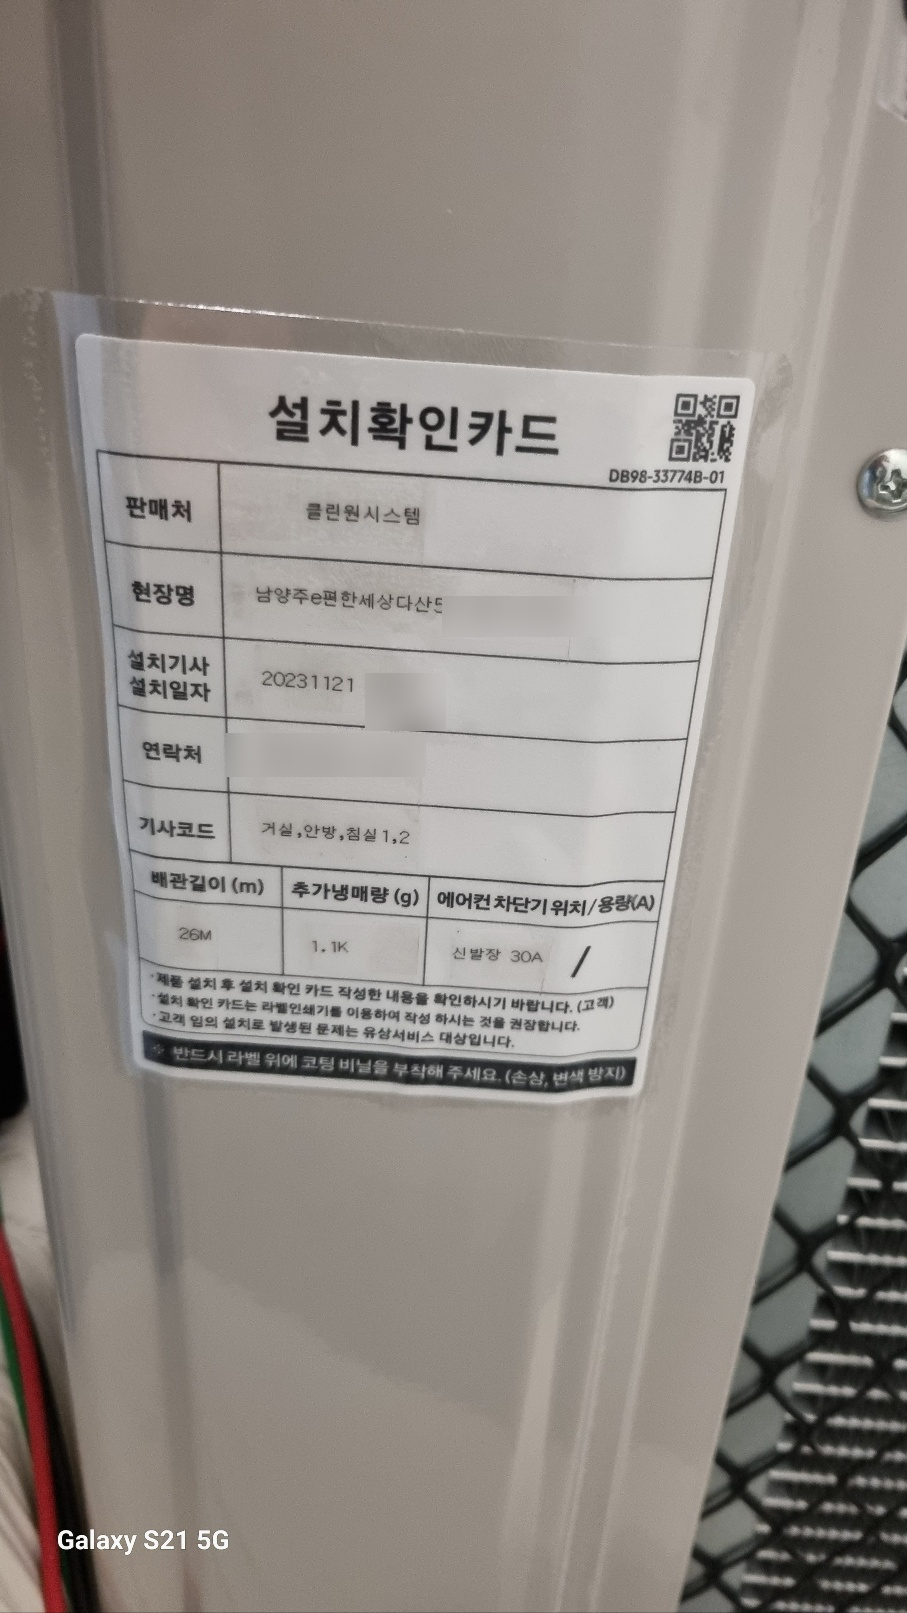 설치확인카드
DB98-33774B-01
판매처 클린원시스템
현장명 남양주e편한세상다산
설치기사
설치일자 20231121
연락처
기사코드 거실,안방,침실1,2
배관길이 (m) 추가냉매량 (g) 에어컨 차단기 위치/용량(A)
26M 1.1K 신발장 30A /
·제품 설치 후 설치 확인 카드 작성한 내용을 확인하시기 바랍니다. (고객)
·설치 확인 카드는 라벨인쇄기를 이용하여 작성 하시는 것을 권장합니다.
·고객 임의 설치로 발생된 문제는 유상서비스 대상입니다.
※ 반드시 라벨 위에 코팅 비닐을 부착해 주세요. (손상, 변색 방지)
Galaxy S21 5G